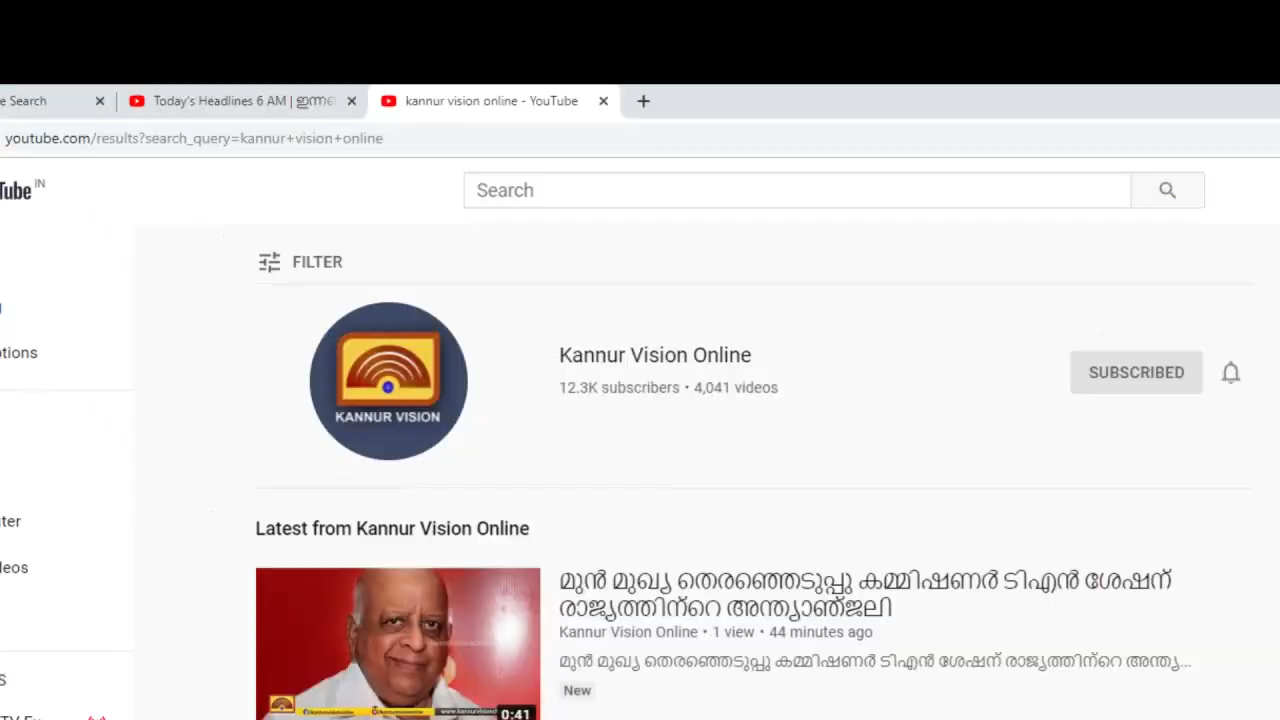 e Search
Today's Headlines 6 AM | ഇന്നത്
kannur vision online - YouTube
youtube.com/results?search_query=kannur+vision+online
Tube IN
Search
FILTER
KANNUR VISION
Kannur Vision Online
12.3K subscribers • 4,041 videos
SUBSCRIBED
ptions
ter
leos
S
Latest from Kannur Vision Online
മുൻ മുഖ്യ തെരഞ്ഞെടുപ്പു കമ്മിഷണർ ടിഎൻ ശേഷന്
രാജ്യത്തിൻ്റെ അന്ത്യാഞ്ജലി
Kannur Vision Online • 1 view • 44 minutes ago
മുൻ മുഖ്യ തെരഞ്ഞെടുപ്പു കമ്മിഷണർ ടിഎൻ ശേഷന് രാജ്യത്തിൻ്റെ അന്ത്യ...
New
0:41